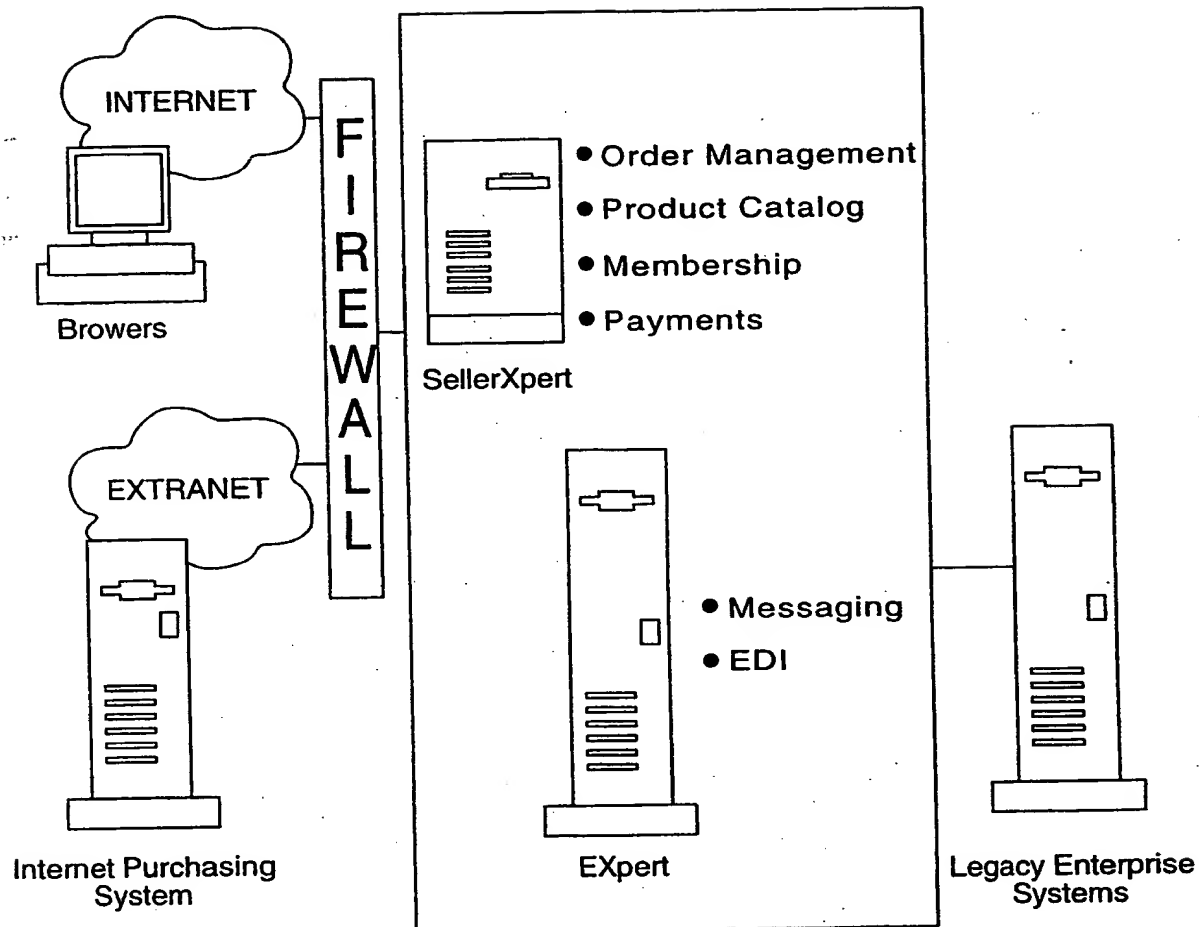 INTERNET
Browers
EXTRANET
Internet Purchasing
System
FIREWALL
• Order Management
• Product Catalog
• Membership
• Payments
SellerXpert
• Messaging
• EDI
EXpert
Legacy Enterprise
Systems